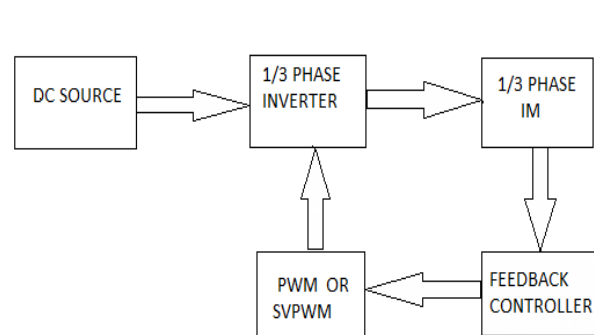 DC SOURCE
1/3 PHASE
INVERTER
1/3 PHASE
IM
PWM OR
SVPWM
FEEDBACK
CONTROLLER